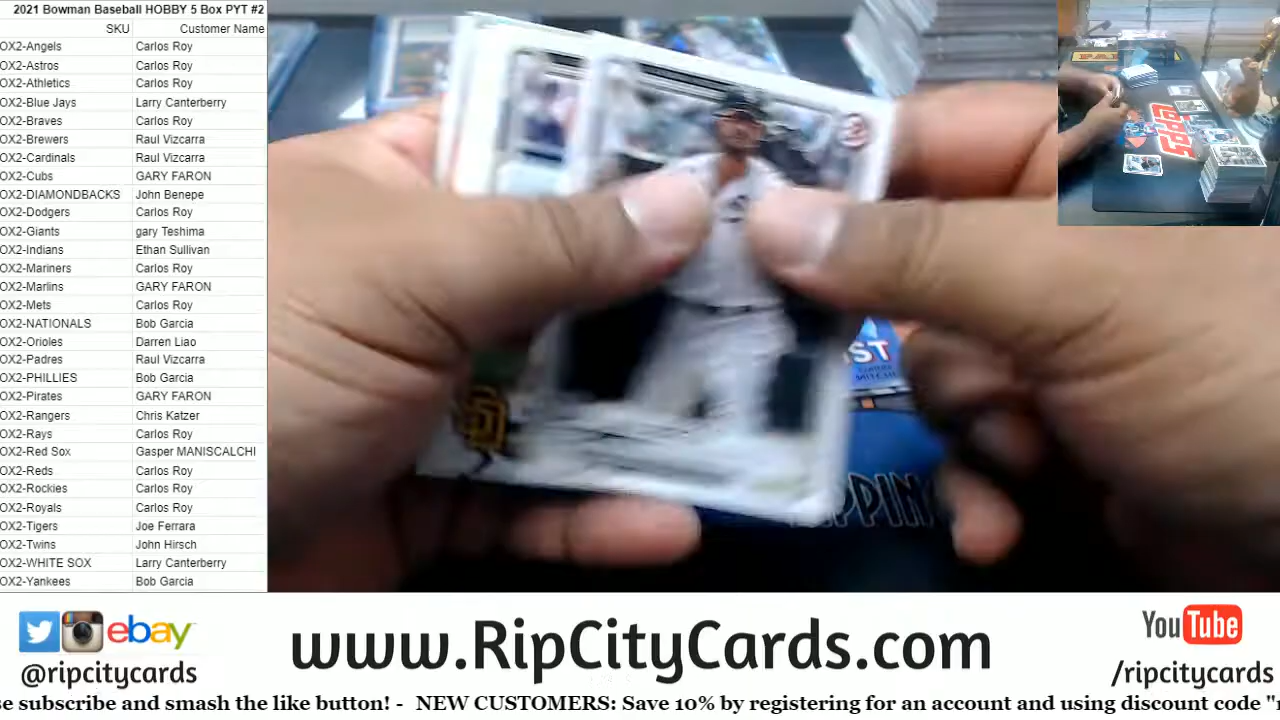 2021 Bowman Baseball HOBBY 5 Box PYT #2
SKU Customer Name
OX2-Angels Carlos Roy
OX2-Astros Carlos Roy
OX2-Athletics Carlos Roy
OX2-Blue Jays Larry Canterberry
OX2-Braves Carlos Roy
OX2-Brewers Raul Vizcarra
OX2-Cardinals Raul Vizcarra
OX2-Cubs GARY FARON
OX2-DIAMONDBACKS John Benepe
OX2-Dodgers Carlos Roy
OX2-Giants gary Teshima
OX2-Indians Ethan Sullivan
OX2-Mariners Carlos Roy
OX2-Marlins GARY FARON
OX2-Mets Carlos Roy
OX2-NATIONALS Bob Garcia
OX2-Orioles Darren Liao
OX2-Padres Raul Vizcarra
OX2-PHILLIES Bob Garcia
OX2-Pirates GARY FARON
OX2-Rangers Chris Katzer
OX2-Rays Carlos Roy
OX2-Red Sox Gasper MANISCALCHI
OX2-Reds Carlos Roy
OX2-Rockies Carlos Roy
OX2-Royals Carlos Roy
OX2-Tigers Joe Ferrara
OX2-Twins John Hirsch
OX2-WHITE SOX Larry Canterberry
OX2-Yankees Bob Garcia
SD
ST
IPPIN
topps
ebay
@ripcitycards
www.RipCityCards.com
You Tube
/ripcitycards
se subscribe and smash the like button! - NEW CUSTOMERS: Save 10% by registering for an account and using discount code "